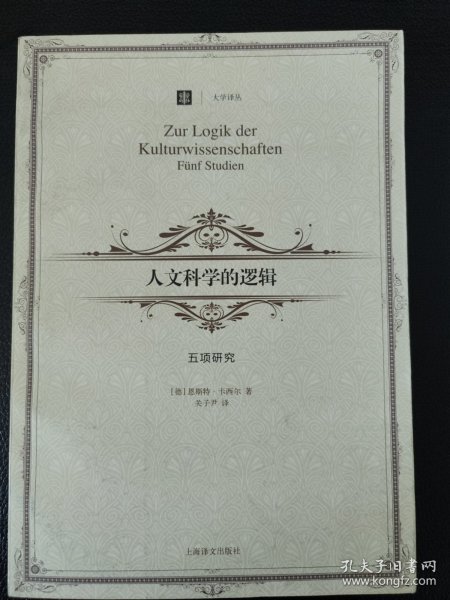 大学译丛
Zur Logik der
Kulturwissenschaften
Fünf Studien
人文科学的逻辑
五项研究
[德]恩斯特·卡西尔 著
关子尹 译
上海译文出版社
孔夫子旧书网
www.kongfz.com